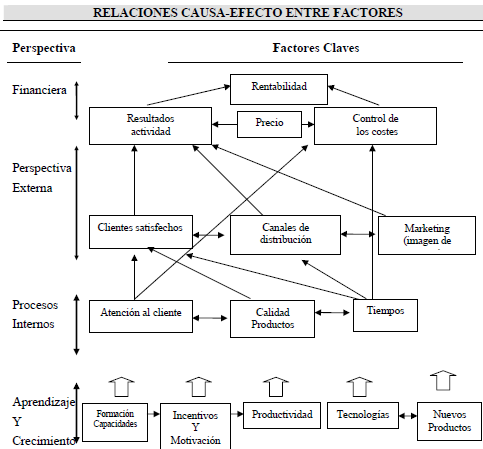 RELACIONES CAUSA-EFECTO ENTRE FACTORES
Perspectiva
Factores Claves
Financiera
Rentabilidad
Resultados
actividad
Precio
Control de
los costes
Perspectiva
Externa
Clientes satisfechos
Canales de
distribución
Marketing
(imagen de
Procesos
Internos
Atención al cliente
Calidad
Productos
Tiempos
Aprendizaje
Y
Crecimiento
Formación
Capacidades
Incentivos
Y
Motivación
Productividad
Tecnologías
Nuevos
Productos